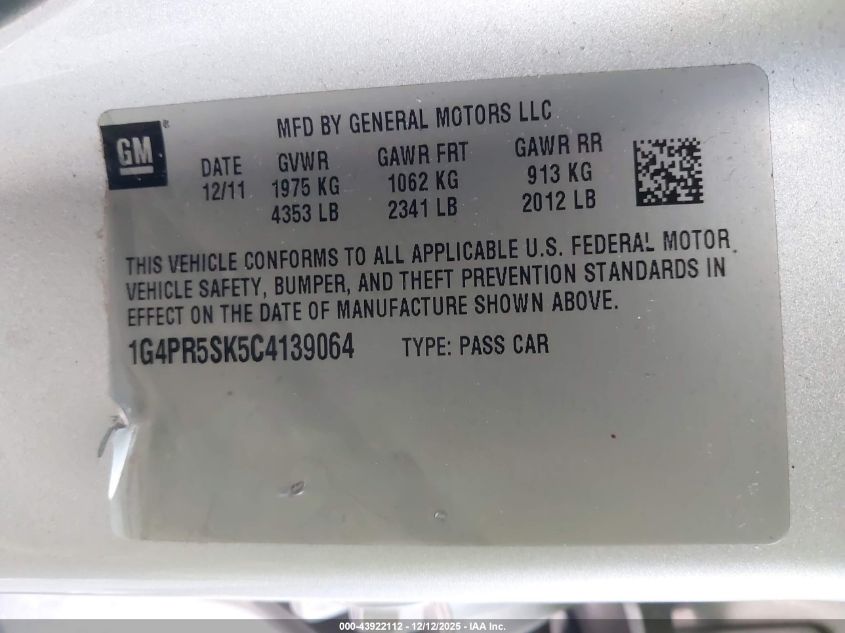 MFD BY GENERAL MOTORS LLC
GM
DATE GVWR GAWR FRT GAWR RR
12/11 1975 KG 1062 KG 913 KG
4353 LB 2341 LB 2012 LB
THIS VEHICLE CONFORMS TO ALL APPLICABLE U.S. FEDERAL MOTOR
VEHICLE SAFETY, BUMPER, AND THEFT PREVENTION STANDARDS IN
EFFECT ON THE DATE OF MANUFACTURE SHOWN ABOVE.
1G4PR5SK5C4139064 TYPE: PASS CAR
000-43922112 - 12/12/2025 - IAA Inc.